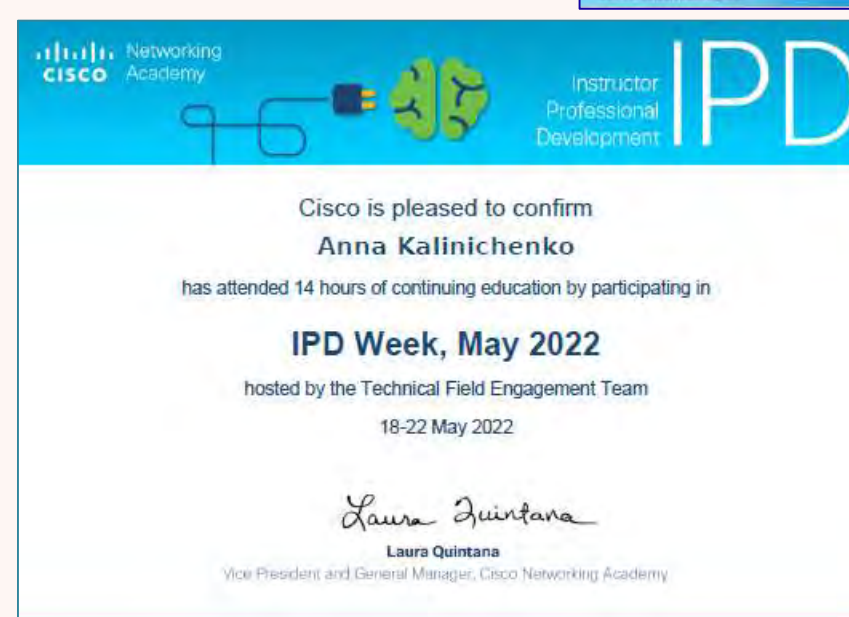 Networking
CISCO Academy
Instructor
Professional
Development
IPD
Cisco is pleased to confirm
Anna Kalinichenko
has attended 14 hours of continuing education by participating in
IPD Week, May 2022
hosted by the Technical Field Engagement Team
18-22 May 2022
Laura Quintana
Laura Quintana
Vice President and General Manager, Cisco Networking Academy